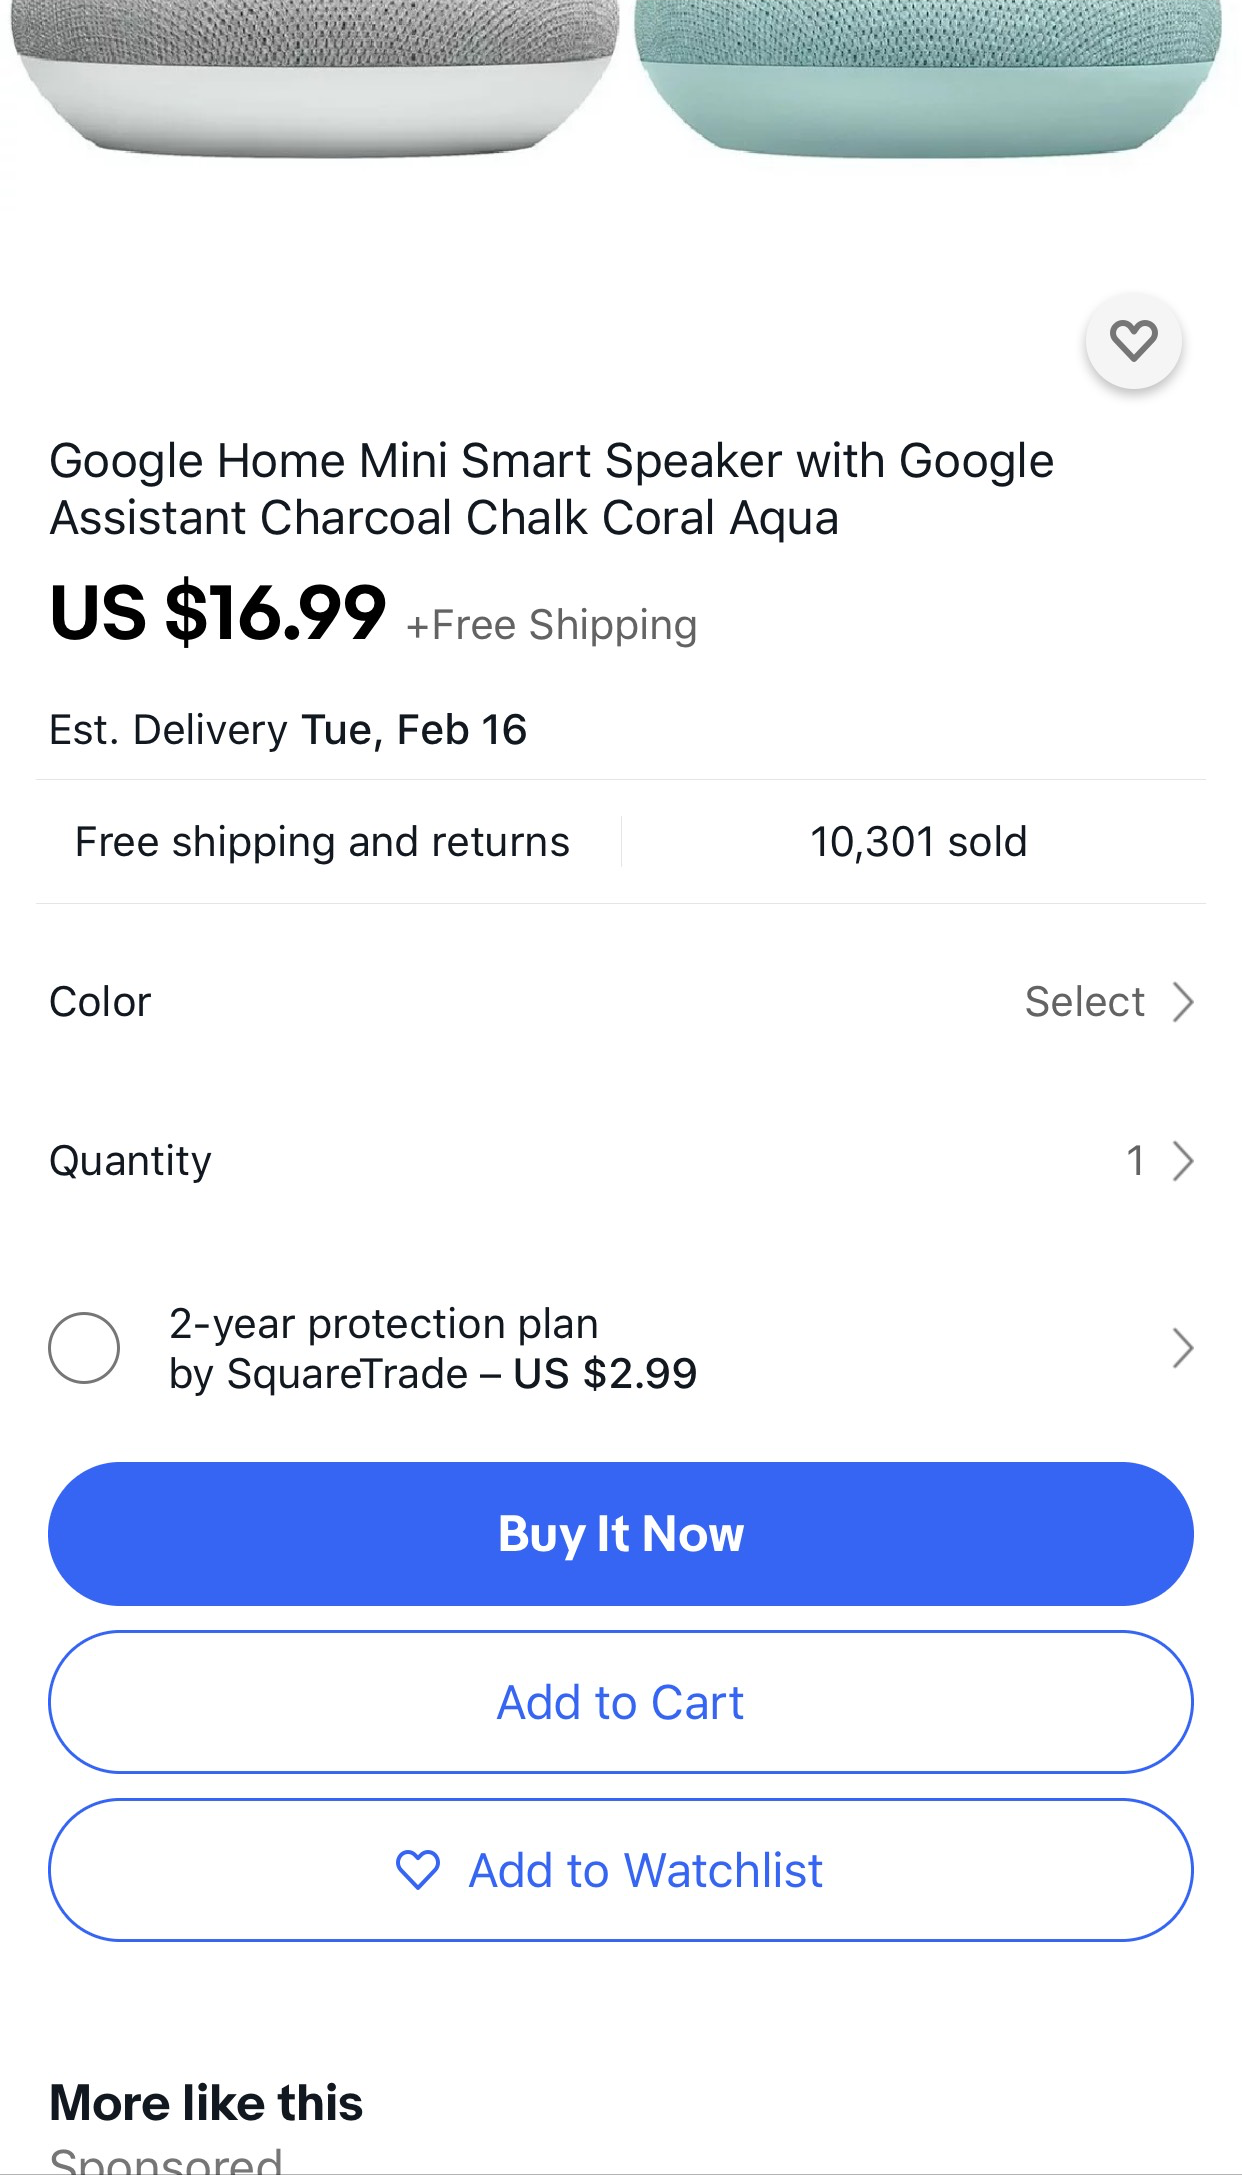 Google Home Mini Smart Speaker with Google
Assistant Charcoal Chalk Coral Aqua
US $16.99 +Free Shipping
Est. Delivery Tue, Feb 16
Free shipping and returns
10,301 sold
Color
Select
Quantity
1
2-year protection plan
by SquareTrade – US $2.99
Buy It Now
Add to Cart
Add to Watchlist
More like this
Sponsored